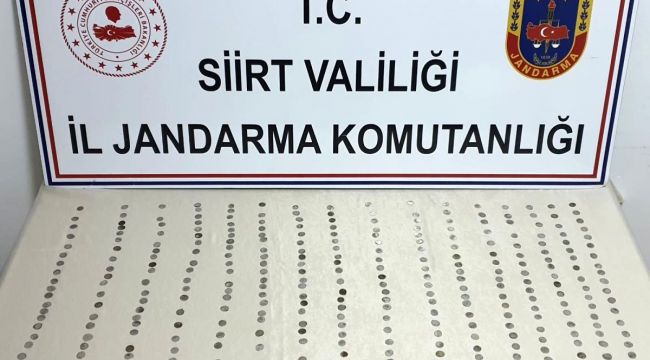 T.C.
SİİRT VALİLİĞİ
İL JANDARMA KOMUTANLIĞI
JANDARMA